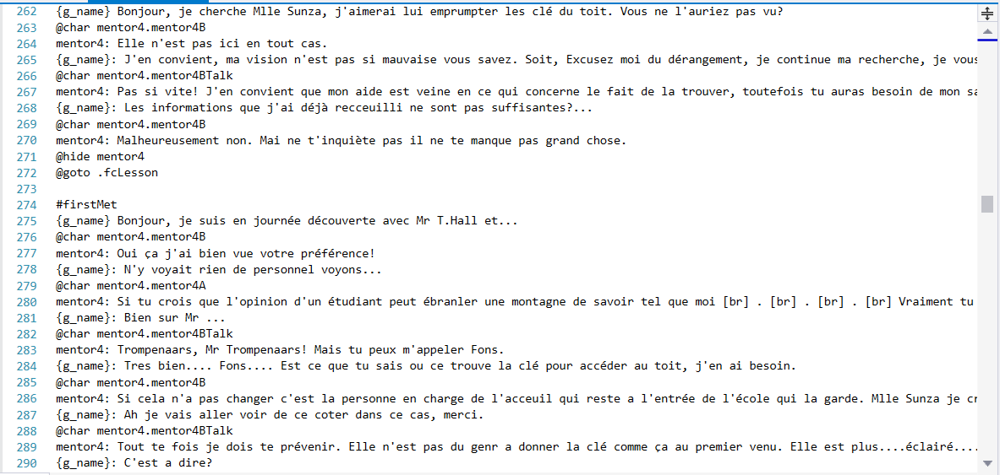 262 {g_name} Bonjour, je cherche Mlle Sunza, j'aimerai lui emprumpter les clé du toit. Vous ne l'auriez pas vu?
263 @char mentor4.mentor4B
264 mentor4: Elle n'est pas ici en tout cas.
265 {g_name}: J'en convient, ma vision n'est pas si mauvaise vous savez. Soit, Excusez moi du dérangement, je continue ma recherche, je vous
266 @char mentor4.mentor4BTalk
267 mentor4: Pas si vite! J'en convient que mon aide est veine en ce qui concerne le fait de la trouver, toutefois tu auras besoin de mon sa
268 {g_name}: Les informations que j'ai déjà recceuilli ne sont pas suffisantes?...
269 @char mentor4.mentor4B
270 mentor4: Malheureusement non. Mai ne t'inquiète pas il ne te manque pas grand chose.
271 @hide mentor4
272 @goto .fcLesson
273
274 #firstMet
275 {g_name} Bonjour, je suis en journée découverte avec Mr T.Hall et...
276 @char mentor4.mentor4B
277 mentor4: Oui ça j'ai bien vue votre préférence!
278 {g_name}: N'y voyait rien de personnel voyons...
279 @char mentor4.mentor4A
280 mentor4: Si tu crois que l'opinion d'un étudiant peut ébranler une montagne de savoir tel que moi [br] . [br] . [br] . [br] Vraiment tu
281 {g_name}: Bien sur Mr ...
282 @char mentor4.mentor4BTalk
283 mentor4: Trompenaars, Mr Trompenaars! Mais tu peux m'appeler Fons.
284 {g_name}: Tres bien.... Fons.... Est ce que tu sais ou ce trouve la clé pour accéder au toit, j'en ai besoin.
285 @char mentor4.mentor4B
286 mentor4: Si cela n'a pas changer c'est la personne en charge de l'acceuil qui reste a l'entrée de l'école qui la garde. Mlle Sunza je cr
287 {g_name}: Ah je vais aller voir de ce coter dans ce cas, merci.
288 @char mentor4.mentor4BTalk
289 mentor4: Tout te fois je dois te prévenir. Elle n'est pas du genr a donner la clé comme ça au premier venu. Elle est plus....éclairé....
290 {g_name}: C'est a dire?